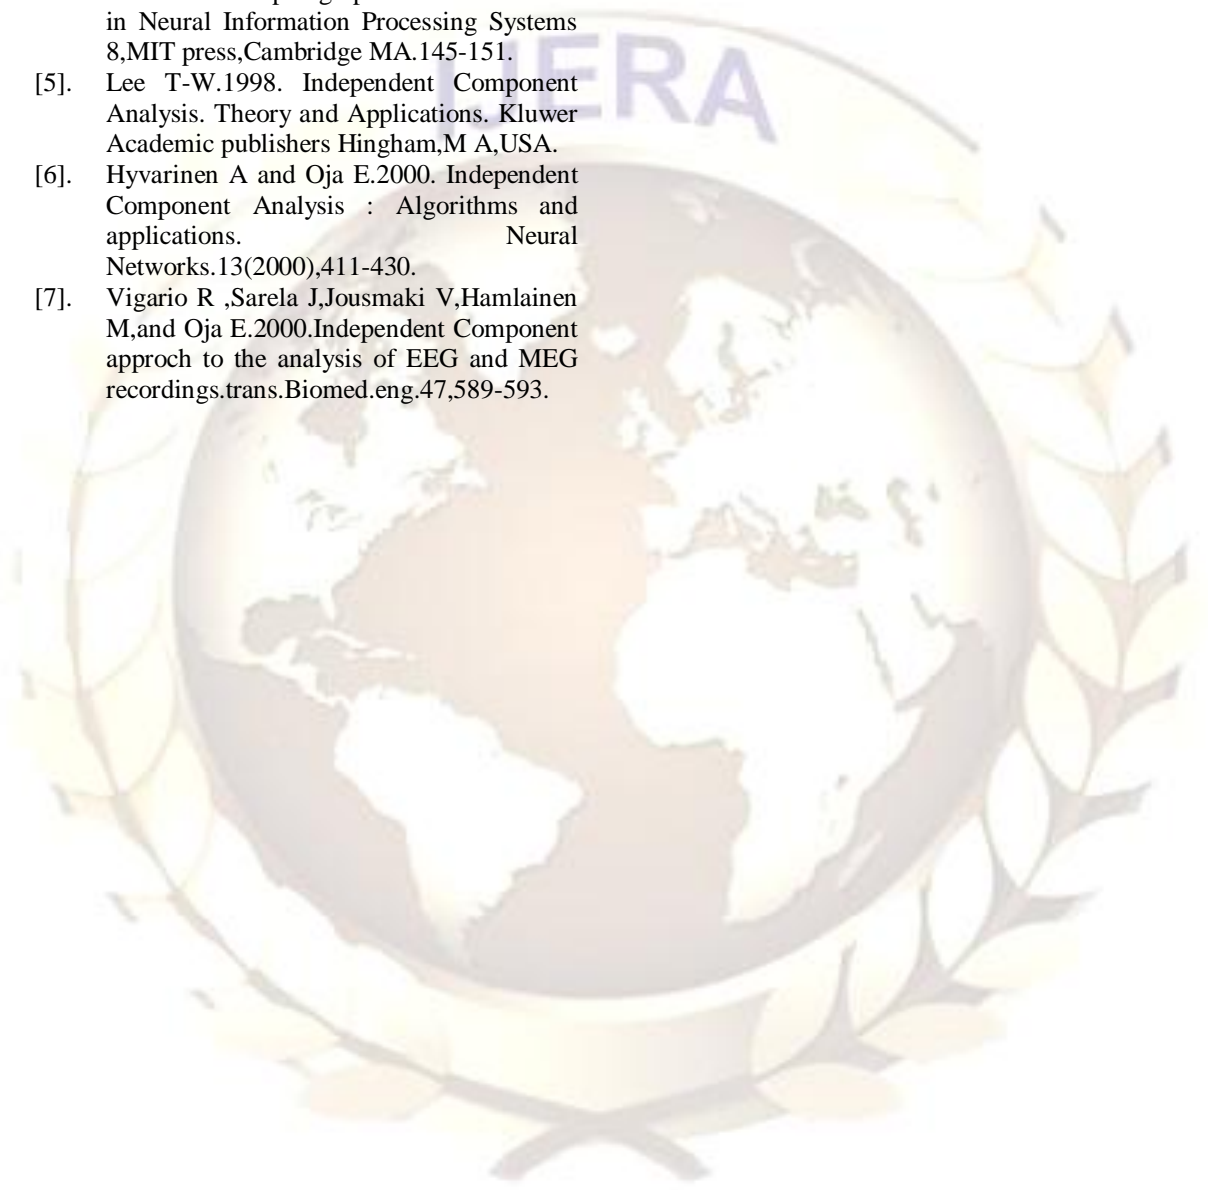 in Neural Information Processing Systems
8,MIT press,Cambridge MA.145-151.
[5]. Lee T-W.1998. Independent Component
Analysis. Theory and Applications. Kluwer
Academic publishers Hingham,M A,USA.
[6]. Hyvarinen A and Oja E.2000. Independent
Component Analysis : Algorithms and
applications. Neural
Networks.13(2000),411-430.
[7]. Vigario R ,Sarela J,Jousmaki V,Hamlainen
M,and Oja E.2000.Independent Component
approch to the analysis of EEG and MEG
recordings.trans.Biomed.eng.47,589-593.
IJERA